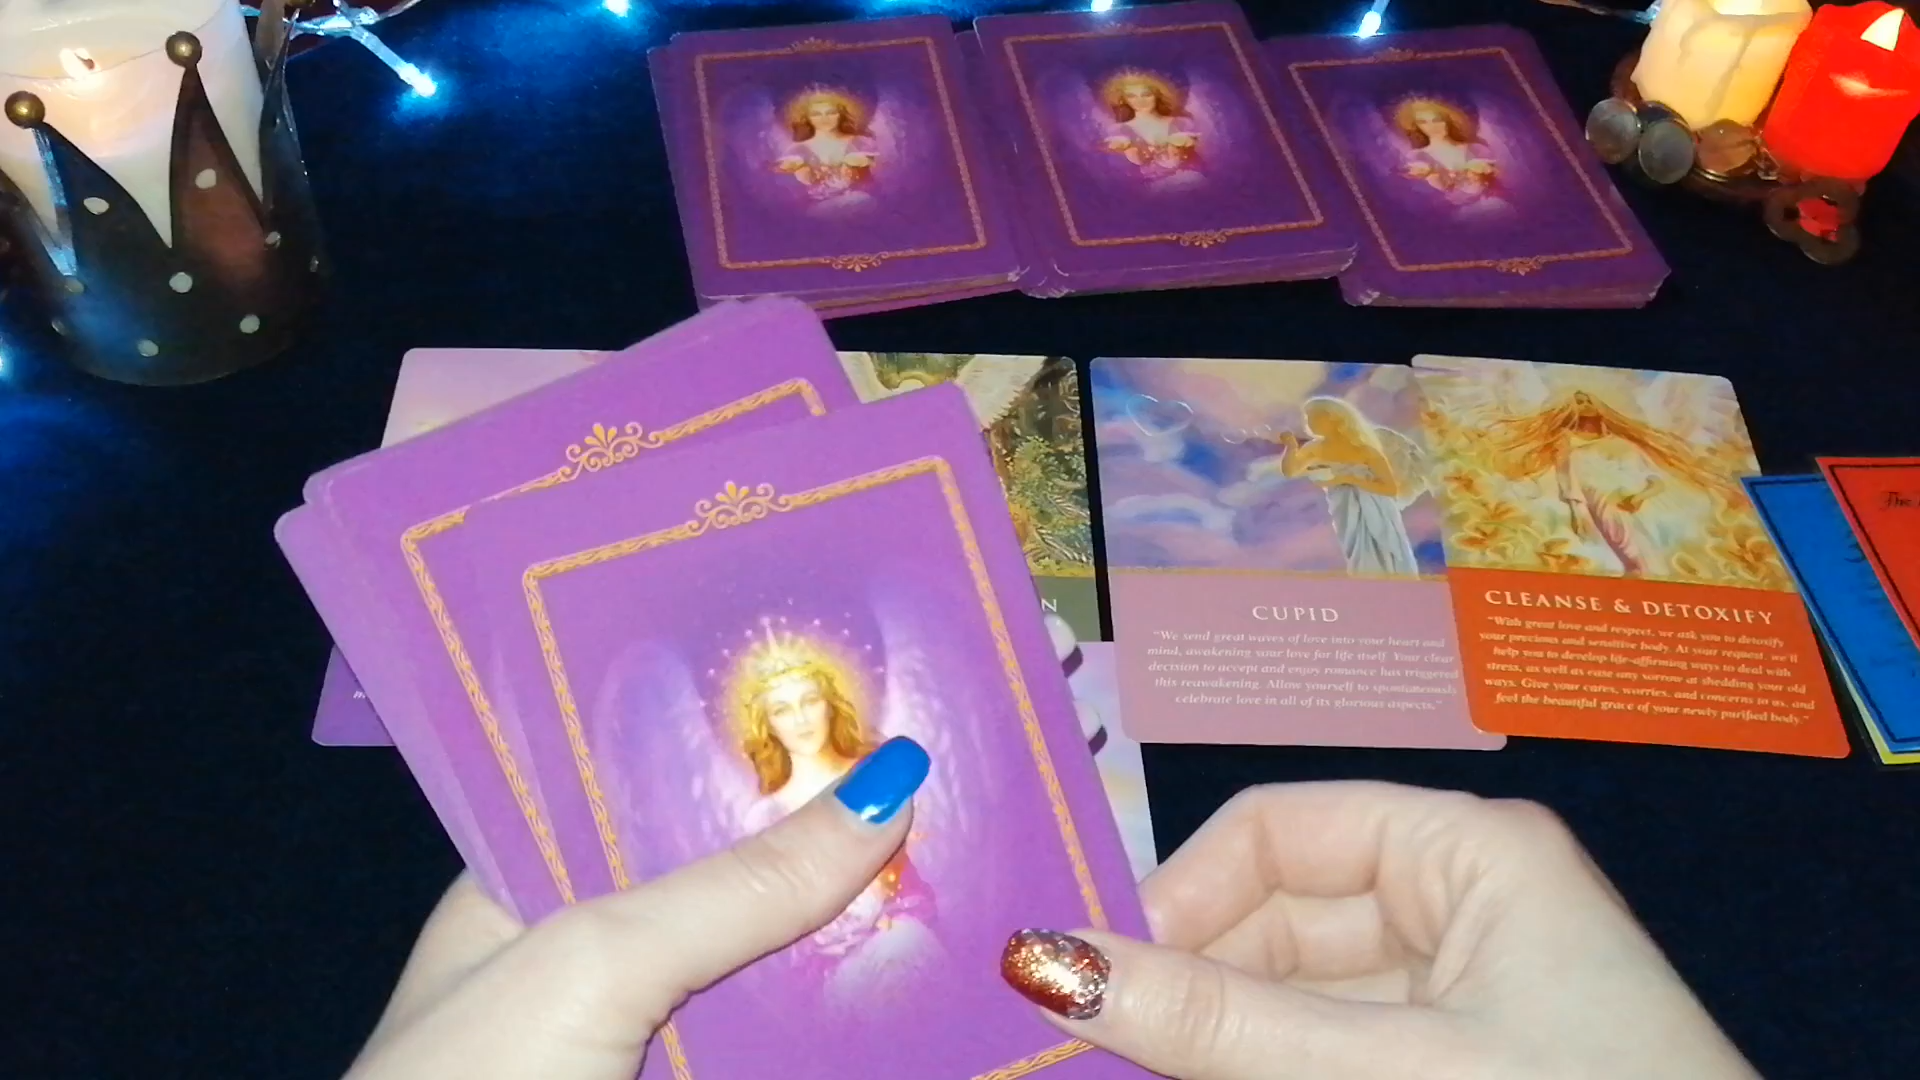 The
N
CUPID
"We send great waves of love into your heart and
mind, awakening your love for life itself. Your clear
decision to accept and enjoy romance has triggered
this reawakening. Allow yourself to spontaneously
celebrate love in all of its glorious aspects."
CLEANSE & DETOXIFY
"With great love and respect, we ask you to detoxify
your precious and sensitive body. At your request, we'll
help you to develop life-affirming ways to deal with
stress, as well as ease any sorrow at shedding your old
ways. Give your cares, worries, and concerns to us, and
feel the beautiful grace of your newly purified body."